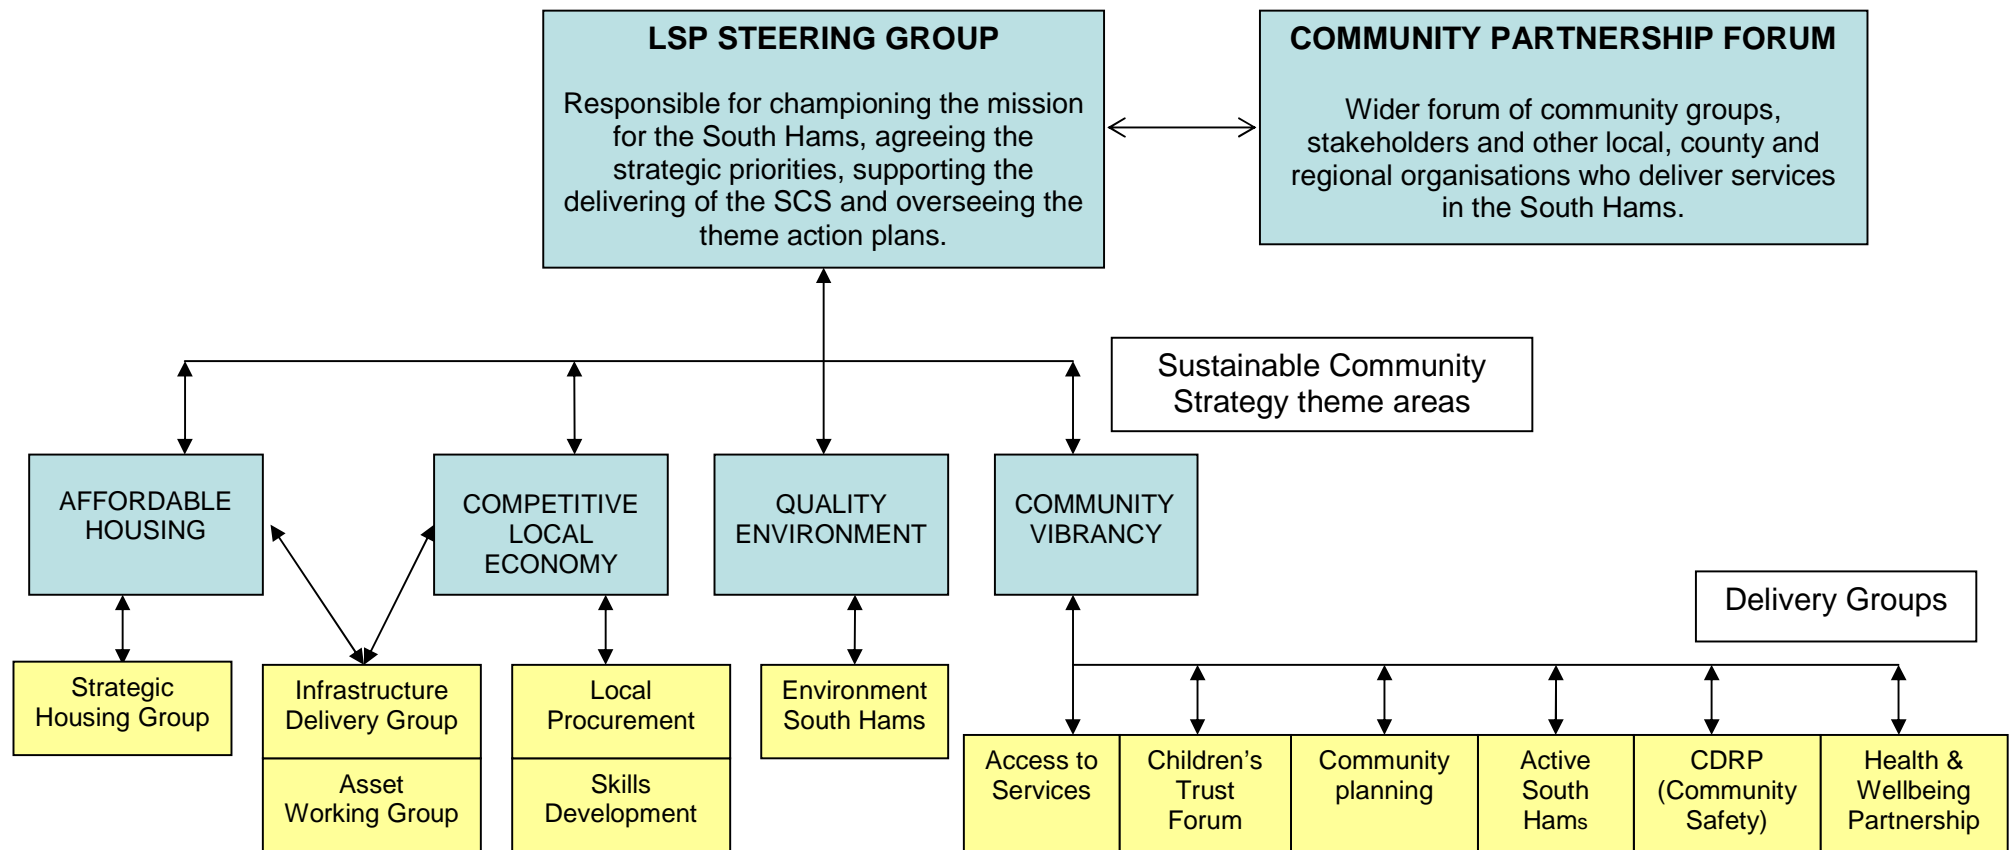 LSP STEERING GROUP
Responsible for championing the mission
for the South Hams, agreeing the
strategic priorities, supporting the
delivering of the SCS and overseeing the
theme action plans.
COMMUNITY PARTNERSHIP FORUM
Wider forum of community groups,
stakeholders and other local, county and
regional organisations who deliver services
in the South Hams.
Sustainable Community
Strategy theme areas
AFFORDABLE
HOUSING
COMPETITIVE
LOCAL
ECONOMY
QUALITY
ENVIRONMENT
COMMUNITY
VIBRANCY
Delivery Groups
Strategic
Housing Group
Infrastructure
Delivery Group
Asset
Working Group
Local
Procurement
Skills
Development
Environment
South Hams
Access to
Services
Children's
Trust
Forum
Community
planning
Active
South
Hams
CDRP
(Community
Safety)
Health &
Wellbeing
Partnership